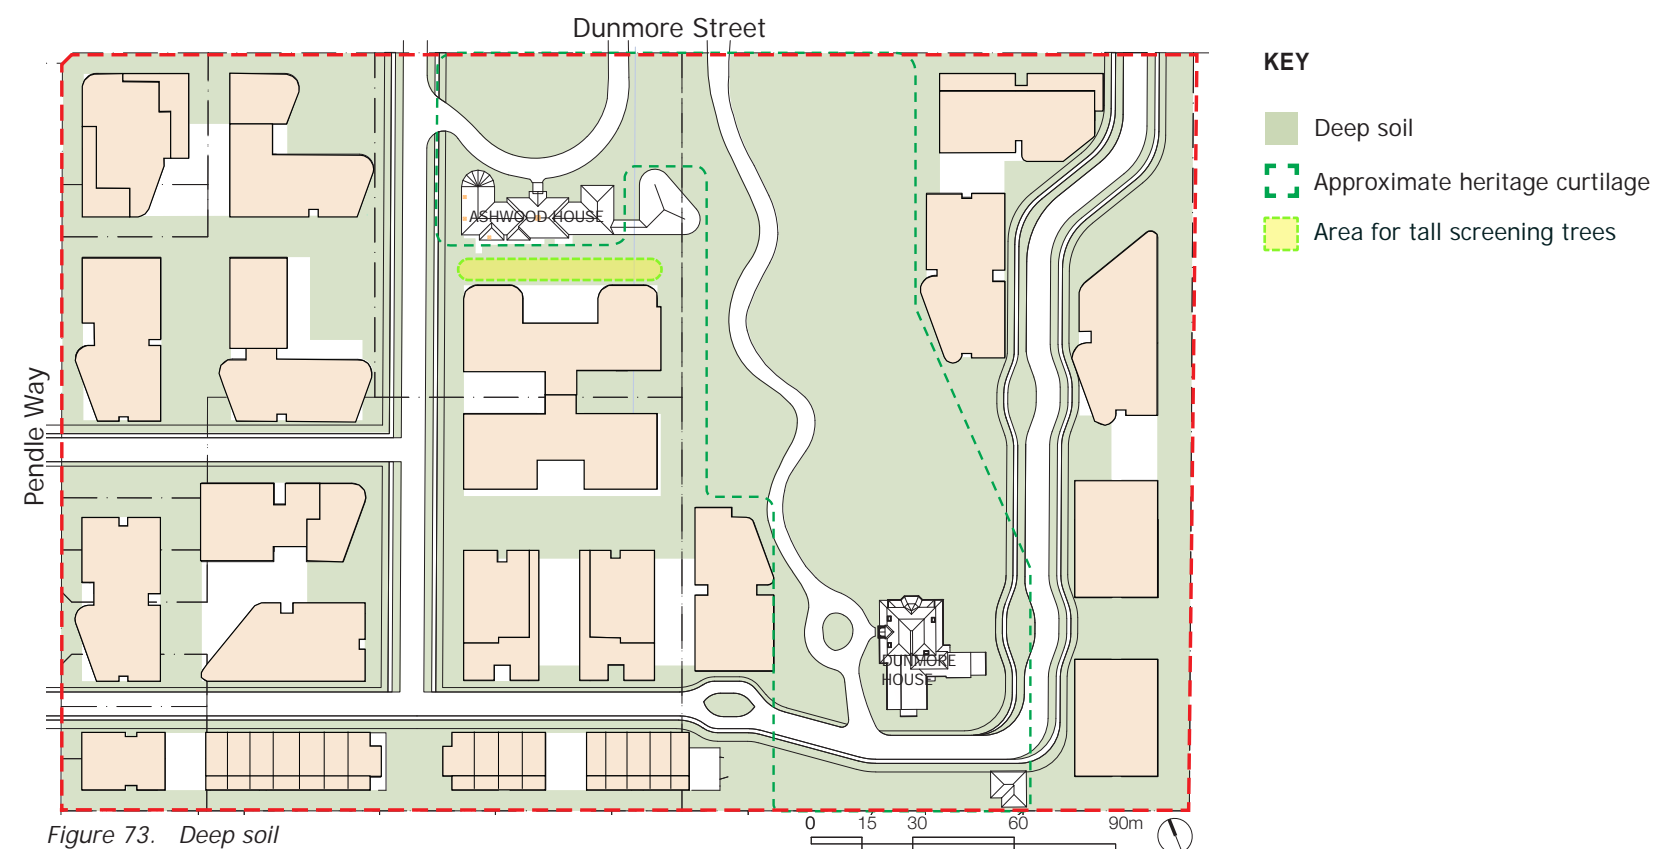 Dunmore Street
KEY
Deep soil
Approximate heritage curtilage
Area for tall screening trees
ASHWOOD HOUSE
Pendle Way
DUNMORE
HOUSE
0 15 30 60 90m
Figure 73. Deep soil